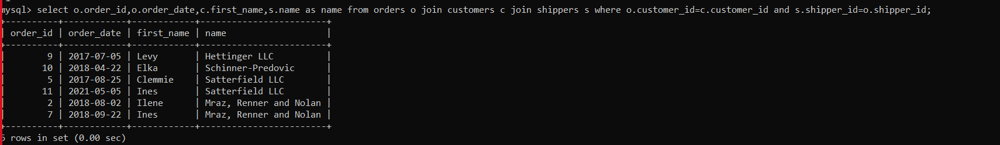 mysql> select o.order_id,o.order_date,c.first_name,s.name as name from orders o join customers c join shippers s where o.customer_id=c.customer_id and s.shipper_id=o.shipper_id;
+----------+------------+------------+------------------------+
| order_id | order_date | first_name | name                   |
+----------+------------+------------+------------------------+
|        9 | 2017-07-05 | Levy       | Hettinger LLC          |
|       10 | 2018-04-22 | Elka       | Schinner-Predovic      |
|        5 | 2017-08-25 | Clemmie    | Satterfield LLC        |
|       11 | 2021-05-05 | Ines       | Satterfield LLC        |
|        2 | 2018-08-02 | Ilene      | Mraz, Renner and Nolan |
|        7 | 2018-09-22 | Ines       | Mraz, Renner and Nolan |
+----------+------------+------------+------------------------+
6 rows in set (0.00 sec)